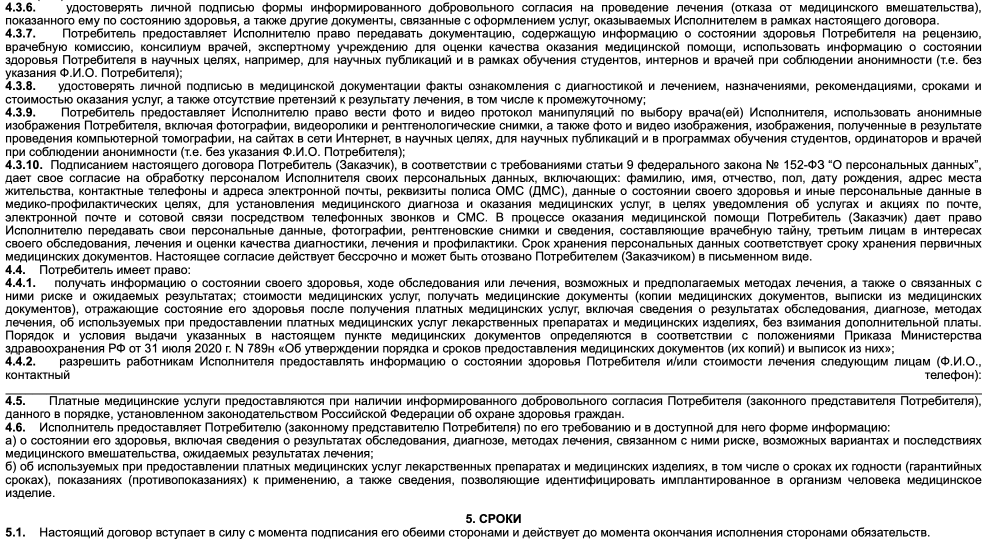 4.3.6. удостоверять личной подписью формы информированного добровольного согласия на проведение лечения (отказа от медицинского вмешательства),
показанного ему по состоянию здоровья, а также другие документы, связанные с оформлением услуг, оказываемых Исполнителем в рамках настоящего договора.
4.3.7. Потребитель предоставляет Исполнителю право передавать документацию, содержащую информацию о состоянии здоровья Потребителя на рецензию,
врачебную комиссию, консилиум врачей, экспертному учреждению для оценки качества оказания медицинской помощи, использовать информацию о состоянии
здоровья Потребителя в научных целях, например, для научных публикаций и в рамках обучения студентов, интернов и врачей при соблюдении анонимности (т.е. без
указания Ф.И.О. Потребителя);
4.3.8. удостоверять личной подписью в медицинской документации факты ознакомления с диагностикой и лечением, назначениями, рекомендациями, сроками и
стоимостью оказания услуг, а также отсутствие претензий к результату лечения, в том числе к промежуточному;
4.3.9. Потребитель предоставляет Исполнителю право вести фото и видео протокол манипуляций по выбору врача(ей) Исполнителя, использовать анонимные
изображения Потребителя, включая фотографии, видеоролики и рентгенологические снимки, а также фото и видео изображения, изображения, полученные в результате
проведения компьютерной томографии, на сайтах в сети Интернет, в научных целях, для научных публикаций и в программах обучения студентов, ординаторов и врачей
при соблюдении анонимности (т.е. без указания Ф.И.О. Потребителя);
4.3.10. Подписанием настоящего договора Потребитель (Заказчик), в соответствии с требованиями статьи 9 федерального закона № 152-ФЗ “О персональных данных”,
дает свое согласие на обработку персоналом Исполнителя своих персональных данных, включающих: фамилию, имя, отчество, пол, дату рождения, адрес места
жительства, контактные телефоны и адреса электронной почты, реквизиты полиса ОМС (ДМС), данные о состоянии своего здоровья и иные персональные данные в
медико-профилактических целях, для установления медицинского диагноза и оказания медицинских услуг, в целях уведомления об услугах и акциях по почте,
электронной почте и сотовой связи посредством телефонных звонков и СМС. В процессе оказания медицинской помощи Потребитель (Заказчик) дает право
Исполнителю передавать свои персональные данные, фотографии, рентгеновские снимки и сведения, составляющие врачебную тайну, третьим лицам в интересах
своего обследования, лечения и оценки качества диагностики, лечения и профилактики. Срок хранения персональных данных соответствует сроку хранения первичных
медицинских документов. Настоящее согласие действует бессрочно и может быть отозвано Потребителем (Заказчиком) в письменном виде.
4.4. Потребитель имеет право:
4.4.1. получать информацию о состоянии своего здоровья, ходе обследования или лечения, возможных и предполагаемых методах лечения, а также о связанных с
ними риске и ожидаемых результатах; стоимости медицинских услуг, получать медицинские документы (копии медицинских документов, выписки из медицинских
документов), отражающие состояние его здоровья после получения платных медицинских услуг, включая сведения о результатах обследования, диагнозе, методах
лечения, об используемых при предоставлении платных медицинских услуг лекарственных препаратах и медицинских изделиях, без взимания дополнительной платы.
Порядок и условия выдачи указанных в настоящем пункте медицинских документов определяются в соответствии с положениями Приказа Министерства
здравоохранения РФ от 31 июля 2020 г. N 789н «Об утверждении порядка и сроков предоставления медицинских документов (их копий) и выписок из них»;
4.4.2. разрешить работникам Исполнителя предоставлять информацию о состоянии здоровья Потребителя и/или стоимости лечения следующим лицам (Ф.И.О.,
контактный телефон):
4.5. Платные медицинские услуги предоставляются при наличии информированного добровольного согласия Потребителя (законного представителя Потребителя),
данного в порядке, установленном законодательством Российской Федерации об охране здоровья граждан.
4.6. Исполнитель предоставляет Потребителю (законному представителю Потребителя) по его требованию и в доступной для него форме информацию:
а) о состоянии его здоровья, включая сведения о результатах обследования, диагнозе, методах лечения, связанном с ними риске, возможных вариантах и последствиях
медицинского вмешательства, ожидаемых результатах лечения;
б) об используемых при предоставлении платных медицинских услуг лекарственных препаратах и медицинских изделиях, в том числе о сроках их годности (гарантийных
сроках), показаниях (противопоказаниях) к применению, а также сведения, позволяющие идентифицировать имплантированное в организм человека медицинское
изделие.
5. СРОКИ
5.1. Настоящий договор вступает в силу с момента подписания его обеими сторонами и действует до момента окончания исполнения сторонами обязательств.